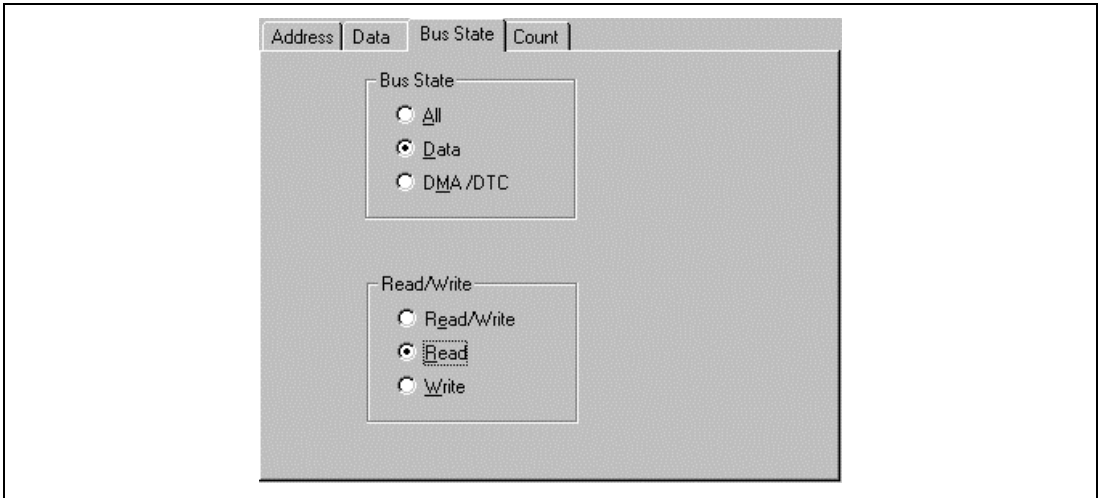 Address Data Bus State Count
Bus State
All
Data
DMA/DTC
Read/Write
Read/Write
Read
Write